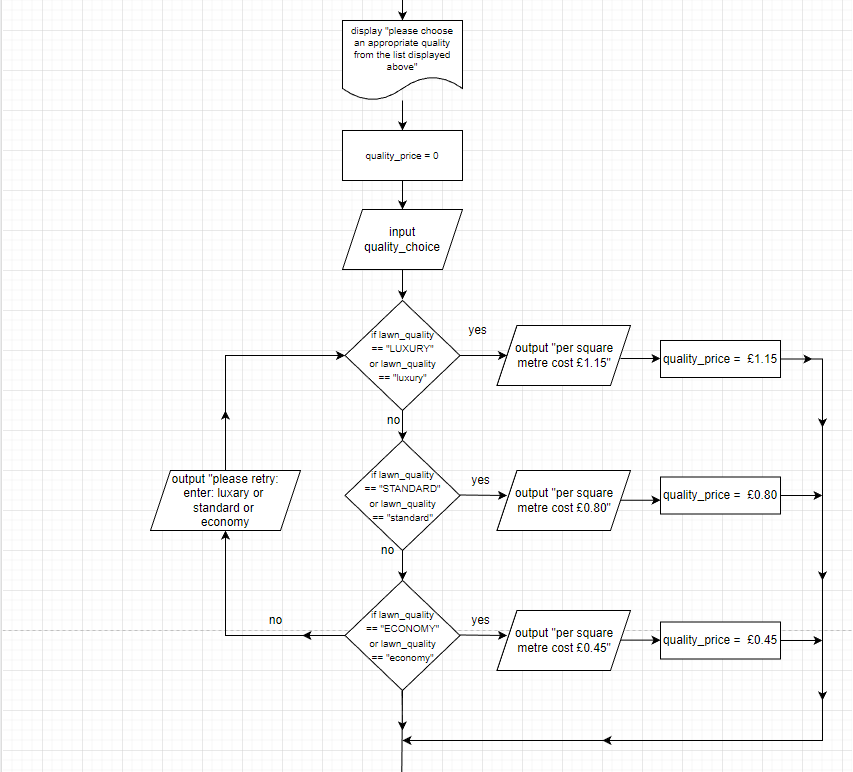 display "please choose
an appropriate quality
from the list displayed
above"
quality_price = 0
input
quality_choice
if lawn_quality
== "LUXURY"
or lawn_quality
== "luxury"
yes
output "per square
metre cost £1.15"
quality_price = £1.15
no
if lawn_quality
== "STANDARD"
or lawn_quality
== "standard"
yes
output "per square
metre cost £0.80"
quality_price = £0.80
output "please retry:
enter: luxary or
standard or
economy
no
if lawn_quality
== "ECONOMY"
or lawn_quality
== "economy"
yes
output "per square
metre cost £0.45"
quality_price = £0.45
no